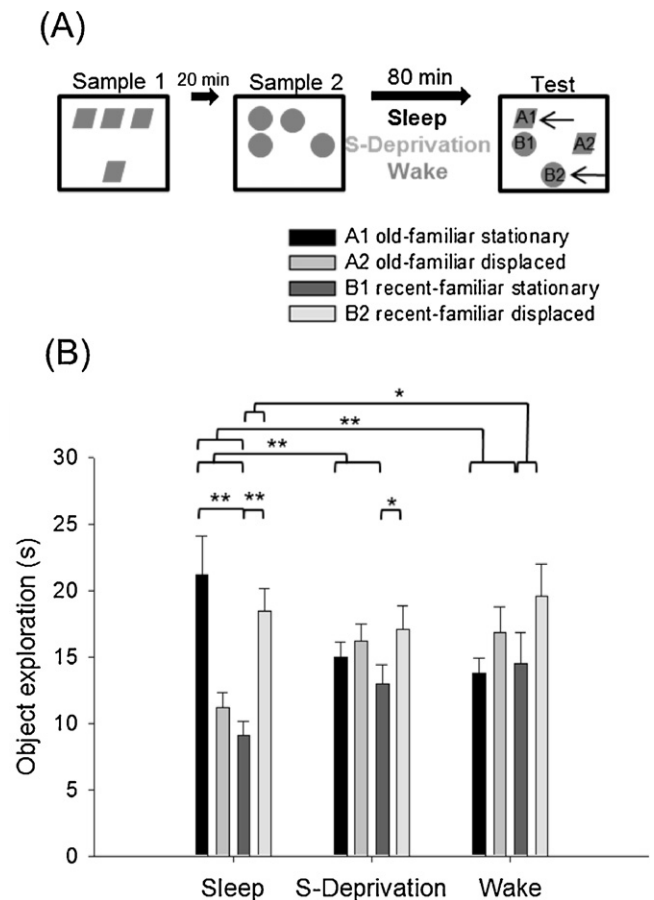 (A)
Sample 1
20 min
Sample 2
80 min
Test
Sleep
S-Deprivation
Wake
A1
B1
A2
B2
A1 old-familiar stationary
A2 old-familiar displaced
B1 recent-familiar stationary
B2 recent-familiar displaced
(B)
*
**
**
** **
*
30
25
20
15
10
5
0
Object exploration (s)
Sleep S-Deprivation Wake